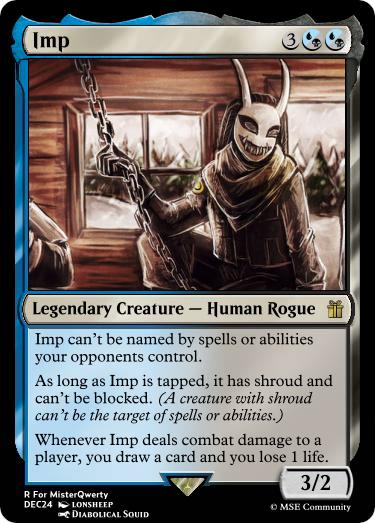 Imp 3
Legendary Creature — Human Rogue
Imp can't be named by spells or abilities
your opponents control.
As long as Imp is tapped, it has shroud and
can't be blocked. (A creature with shroud
can't be the target of spells or abilities.)
Whenever Imp deals combat damage to a
player, you draw a card and you lose 1 life.
3/2
R For MisterQwerty
DEC24 LONSHEEP
DIABOLICAL SQUID
© MSE Community